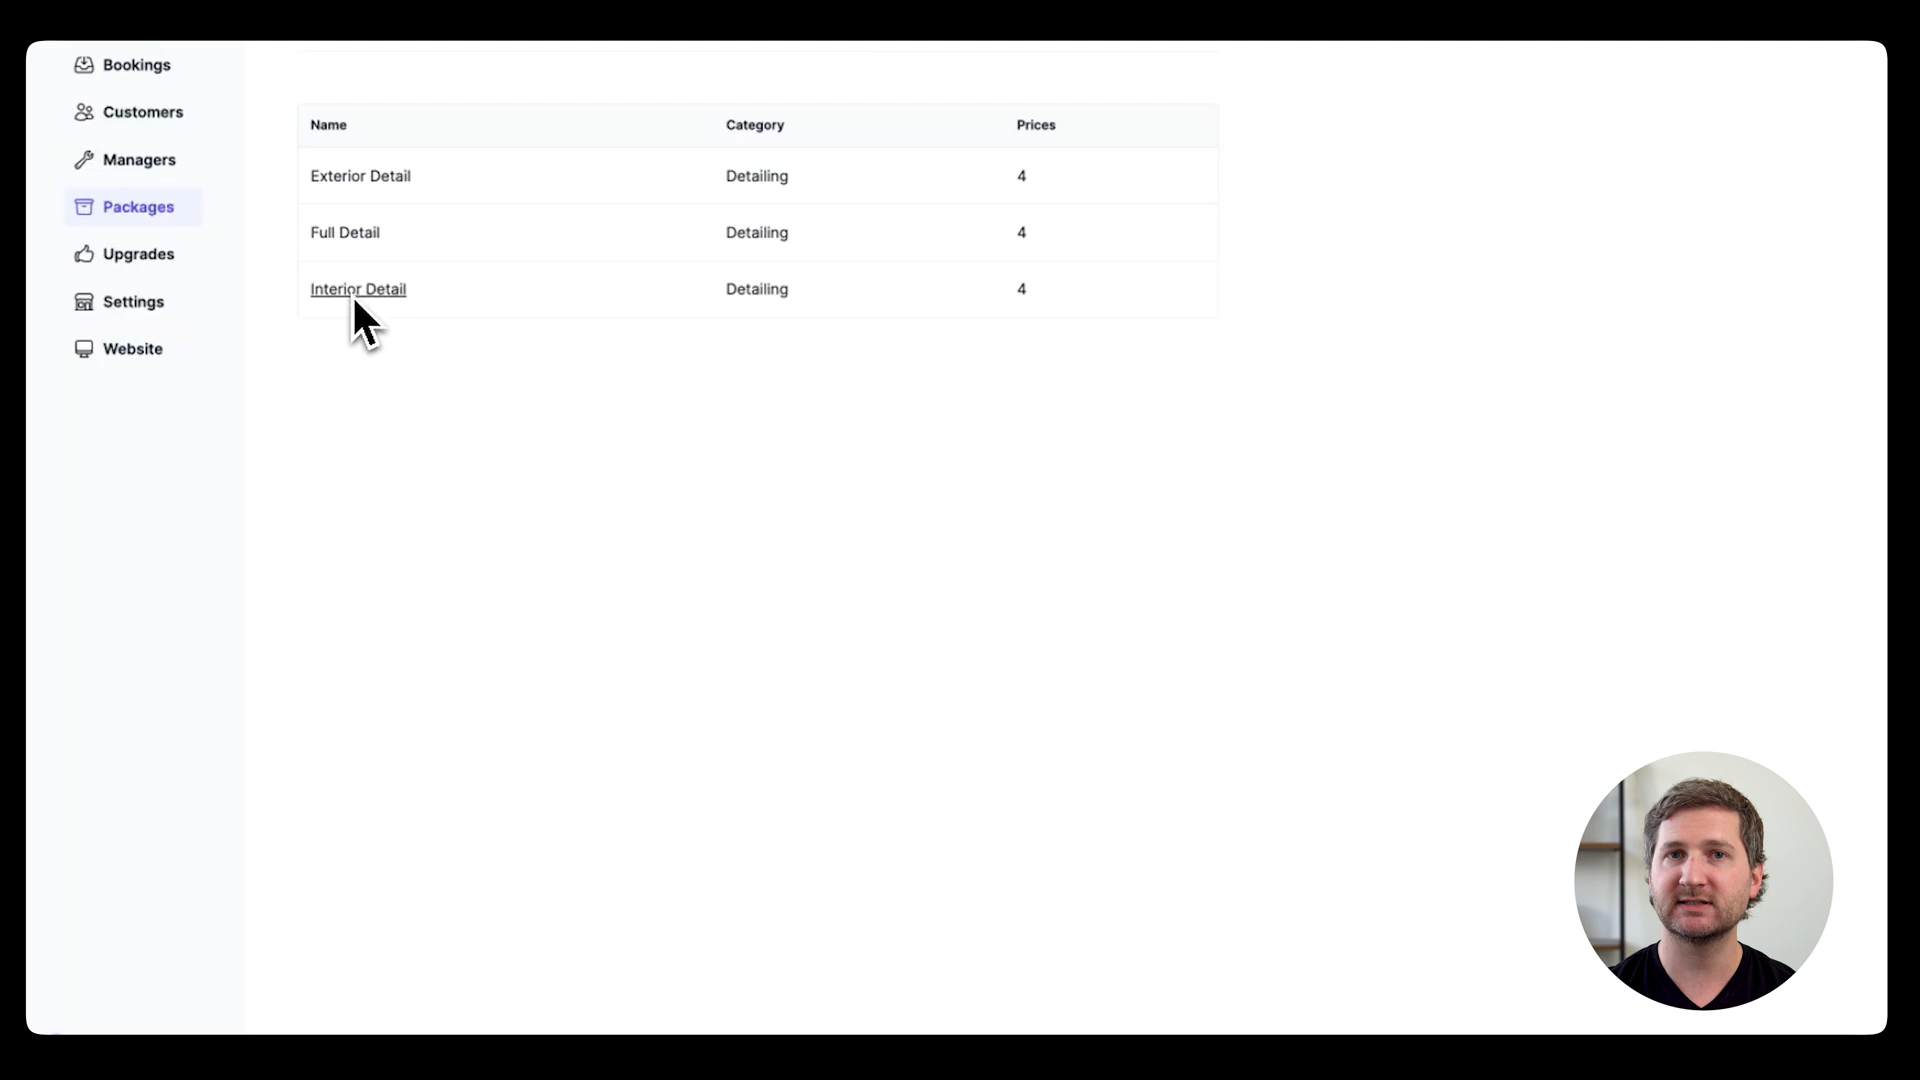 Bookings
Customers
Managers
Packages
Upgrades
Settings
Website
Name Category Prices
Exterior Detail Detailing 4
Full Detail Detailing 4
Interior Detail Detailing 4